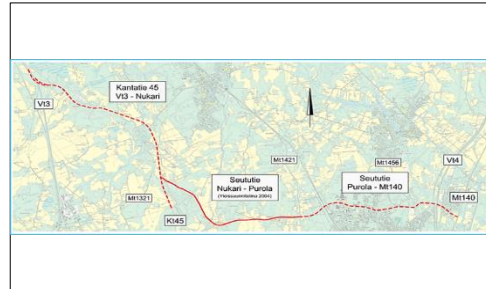 Kantatie 45
Vt3 - Nukari
Vt3
Mt1421
Mt1456
Vt4
Seututie
Nukari - Purola
Seututie
Purola - Mt140
Mt1321
Kt45
Mt140